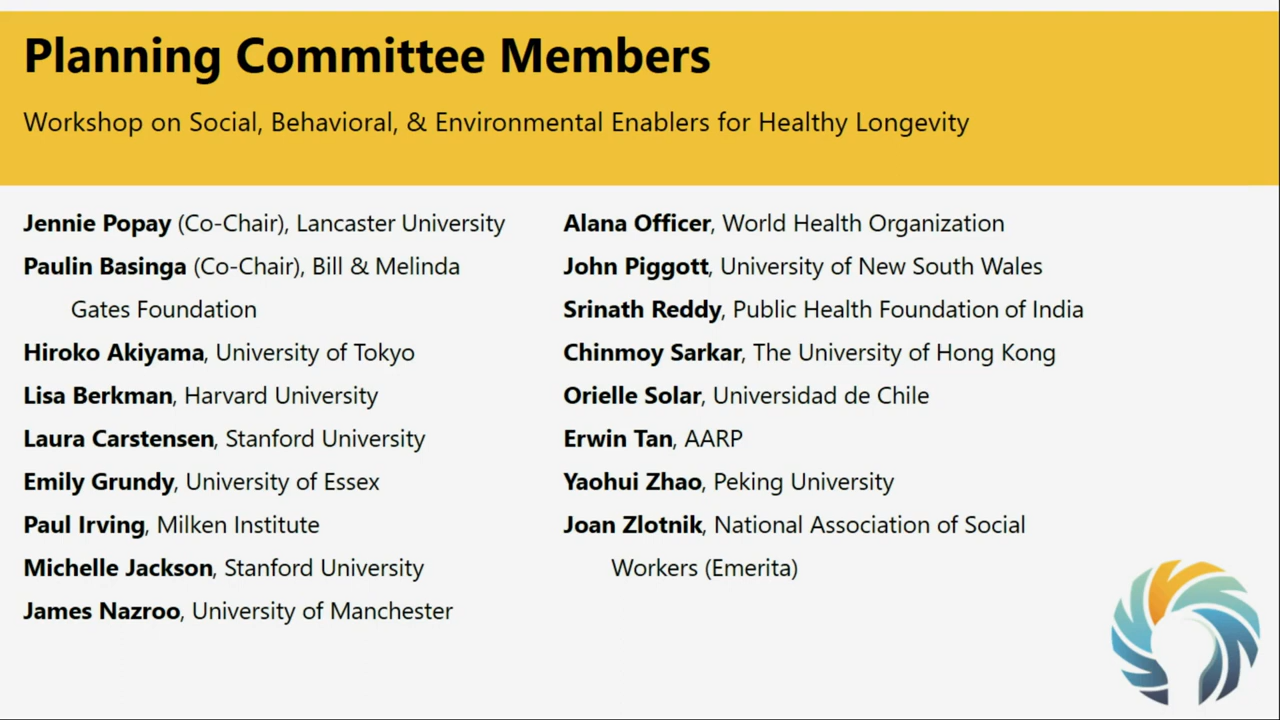 Planning Committee Members
Workshop on Social, Behavioral, & Environmental Enablers for Healthy Longevity
Jennie Popay (Co-Chair), Lancaster University
Paulin Basinga (Co-Chair), Bill & Melinda
Gates Foundation
Hiroko Akiyama, University of Tokyo
Lisa Berkman, Harvard University
Laura Carstensen, Stanford University
Emily Grundy, University of Essex
Paul Irving, Milken Institute
Michelle Jackson, Stanford University
James Nazroo, University of Manchester
Alana Officer, World Health Organization
John Piggott, University of New South Wales
Srinath Reddy, Public Health Foundation of India
Chinmoy Sarkar, The University of Hong Kong
Orielle Solar, Universidad de Chile
Erwin Tan, AARP
Yaohui Zhao, Peking University
Joan Zlotnik, National Association of Social
Workers (Emerita)